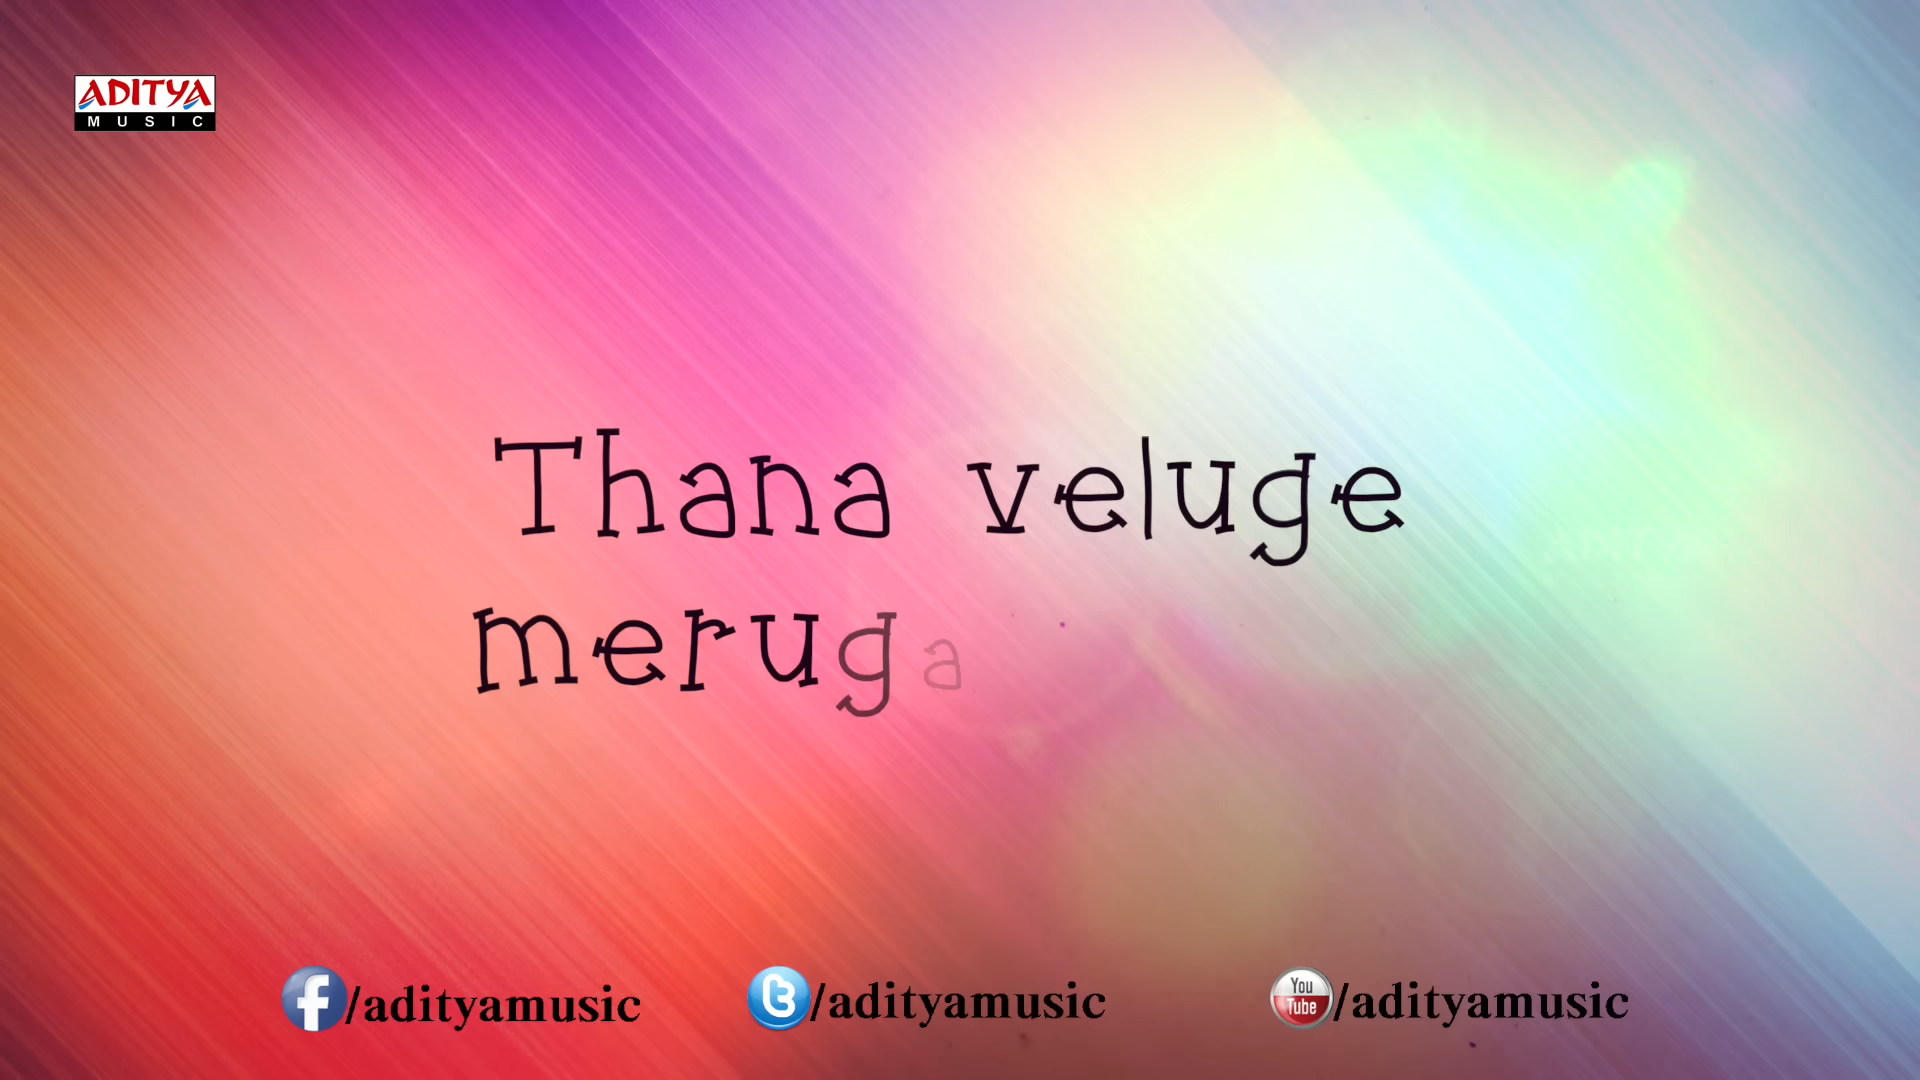 ADITYA
MUSIC
Thana veluge
meruga
/adityamusic
/adityamusic
You
Tube
/adityamusic